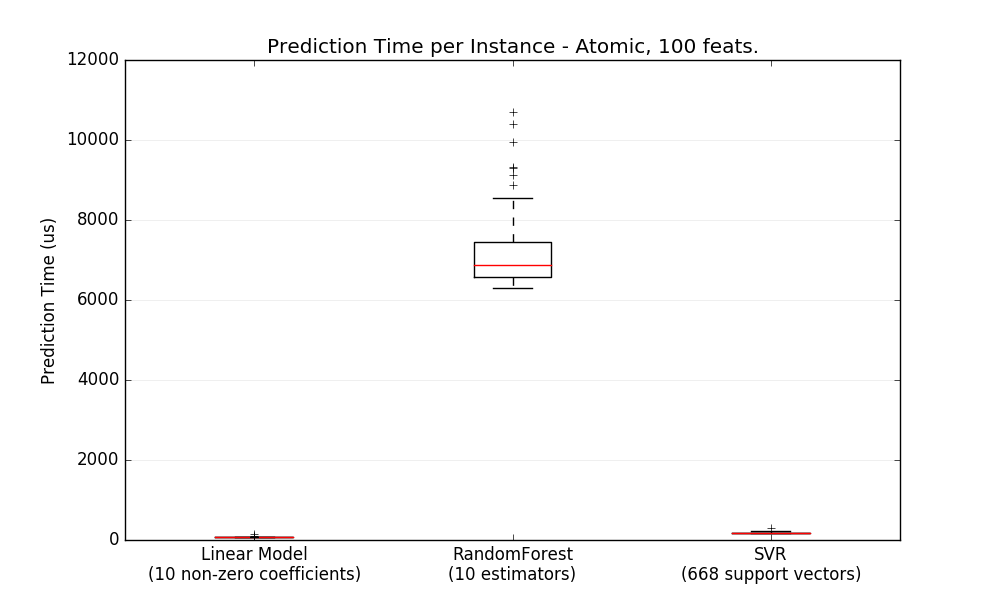 Prediction Time per Instance - Atomic, 100 feats.
12000
10000
8000
6000
4000
2000
0
Prediction Time (us)
Linear Model
(10 non-zero coefficients)
RandomForest
(10 estimators)
SVR
(668 support vectors)